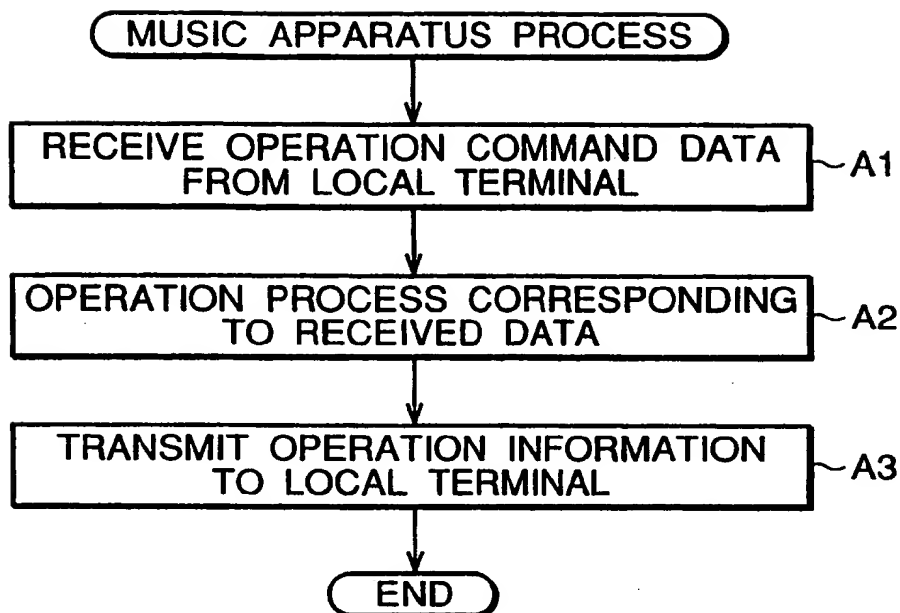 MUSIC APPARATUS PROCESS
RECEIVE OPERATION COMMAND DATA
FROM LOCAL TERMINAL
A1
OPERATION PROCESS CORRESPONDING
TO RECEIVED DATA
A2
TRANSMIT OPERATION INFORMATION
TO LOCAL TERMINAL
A3
END